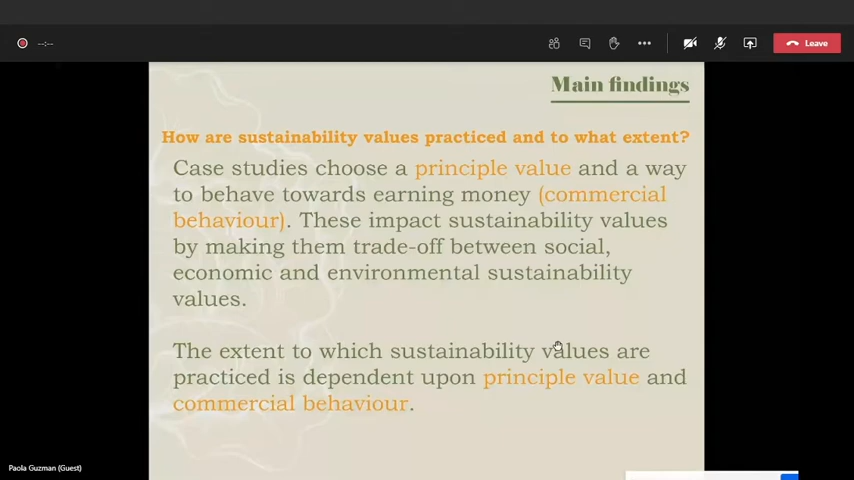 --:--
Leave
Main findings
How are sustainability values practiced and to what extent?
Case studies choose a principle value and a way
to behave towards earning money (commercial
behaviour). These impact sustainability values
by making them trade-off between social,
economic and environmental sustainability
values.
The extent to which sustainability values are
practiced is dependent upon principle value and
commercial behaviour.
Paola Guzman (Guest)